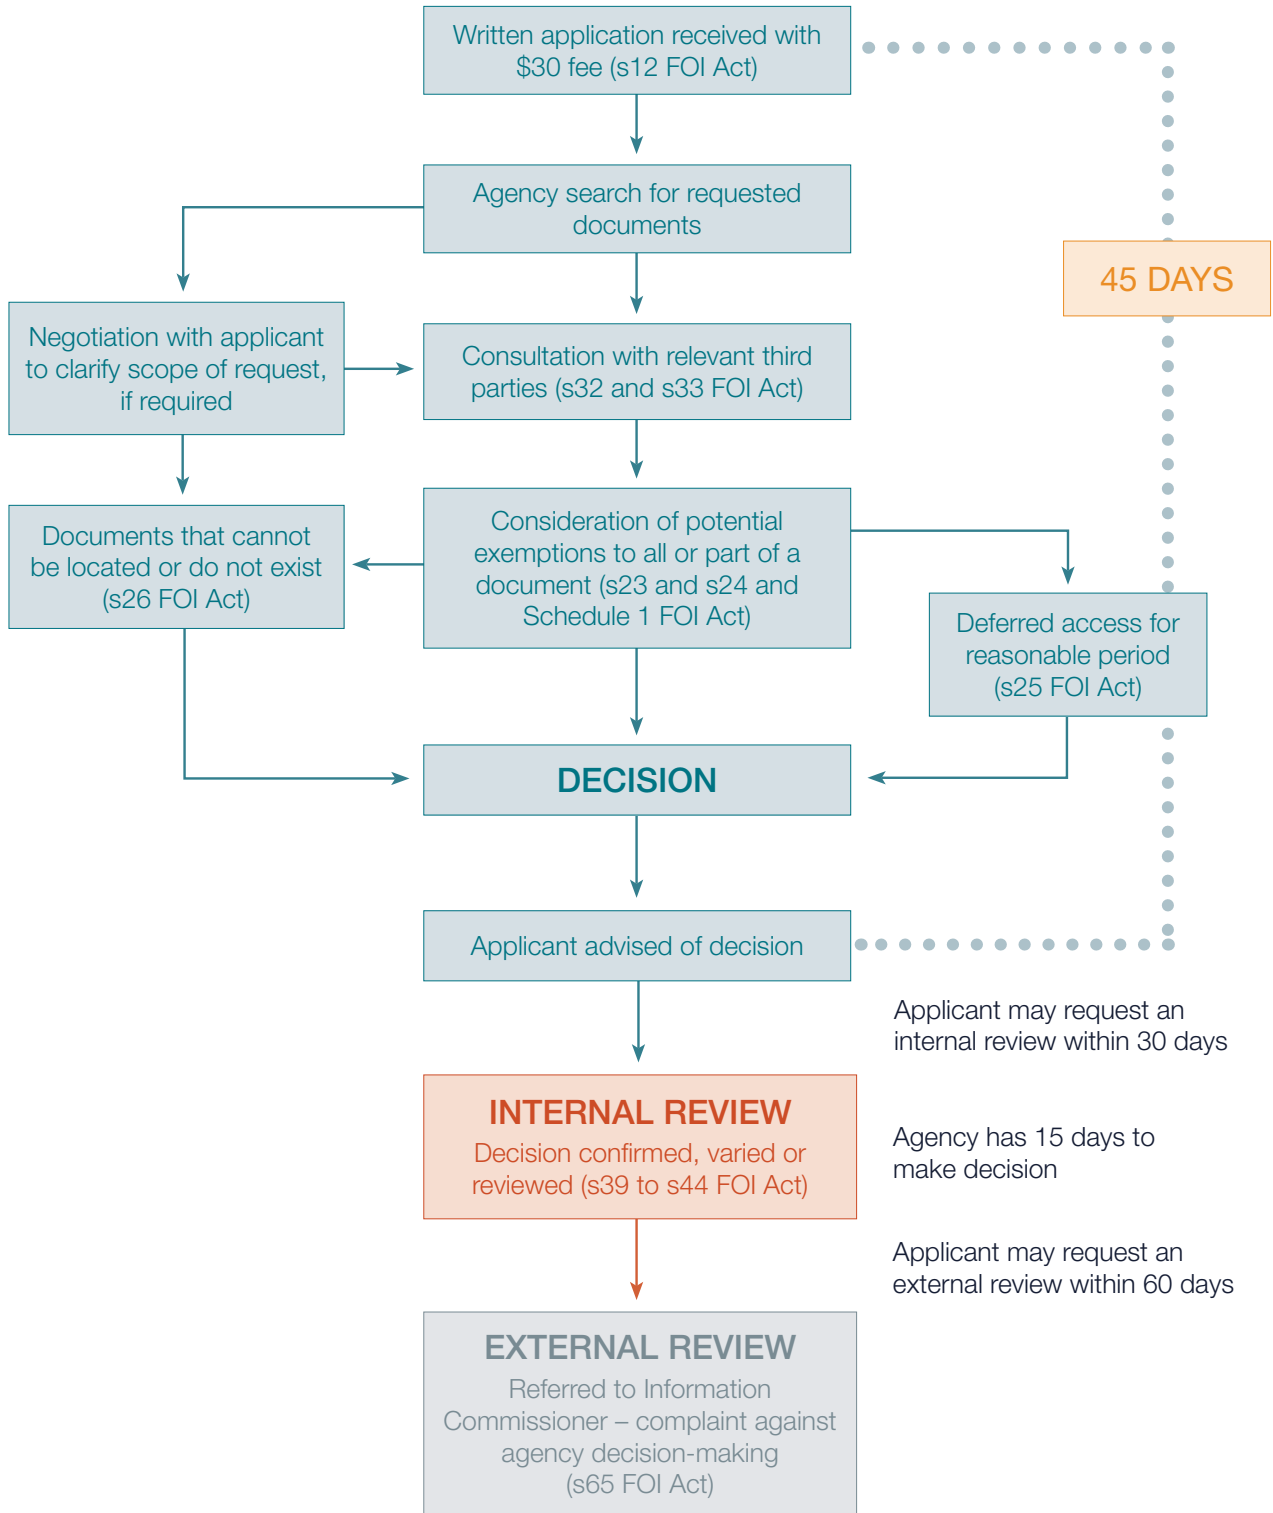 Written application received with
$30 fee (s12 FOI Act)
Agency search for requested
documents
45 DAYS
Negotiation with applicant
to clarify scope of request,
if required
Consultation with relevant third
parties (s32 and s33 FOI Act)
Documents that cannot
be located or do not exist
(s26 FOI Act)
Consideration of potential
exemptions to all or part of a
document (s23 and s24 and
Schedule 1 FOI Act)
Deferred access for
reasonable period
(s25 FOI Act)
DECISION
Applicant advised of decision
Applicant may request an
internal review within 30 days
INTERNAL REVIEW
Decision confirmed, varied or
reviewed (s39 to s44 FOI Act)
Agency has 15 days to
make decision
Applicant may request an
external review within 60 days
EXTERNAL REVIEW
Referred to Information
Commissioner – complaint against
agency decision-making
(s65 FOI Act)